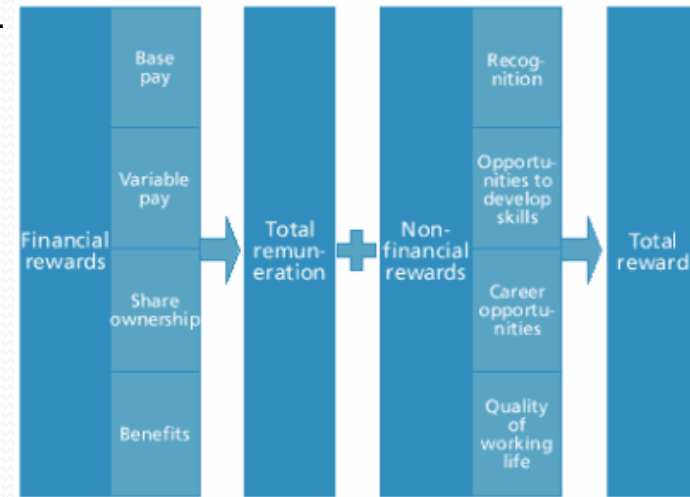 Financial
rewards
Base
pay
Variable
pay
Share
ownership
Benefits
Total
remun-
eration
Non-
financial
rewards
Recog-
nition
Opportu-
nities to
develop
skills
Career
opportu-
nities
Quality
of
working
life
Total
reward